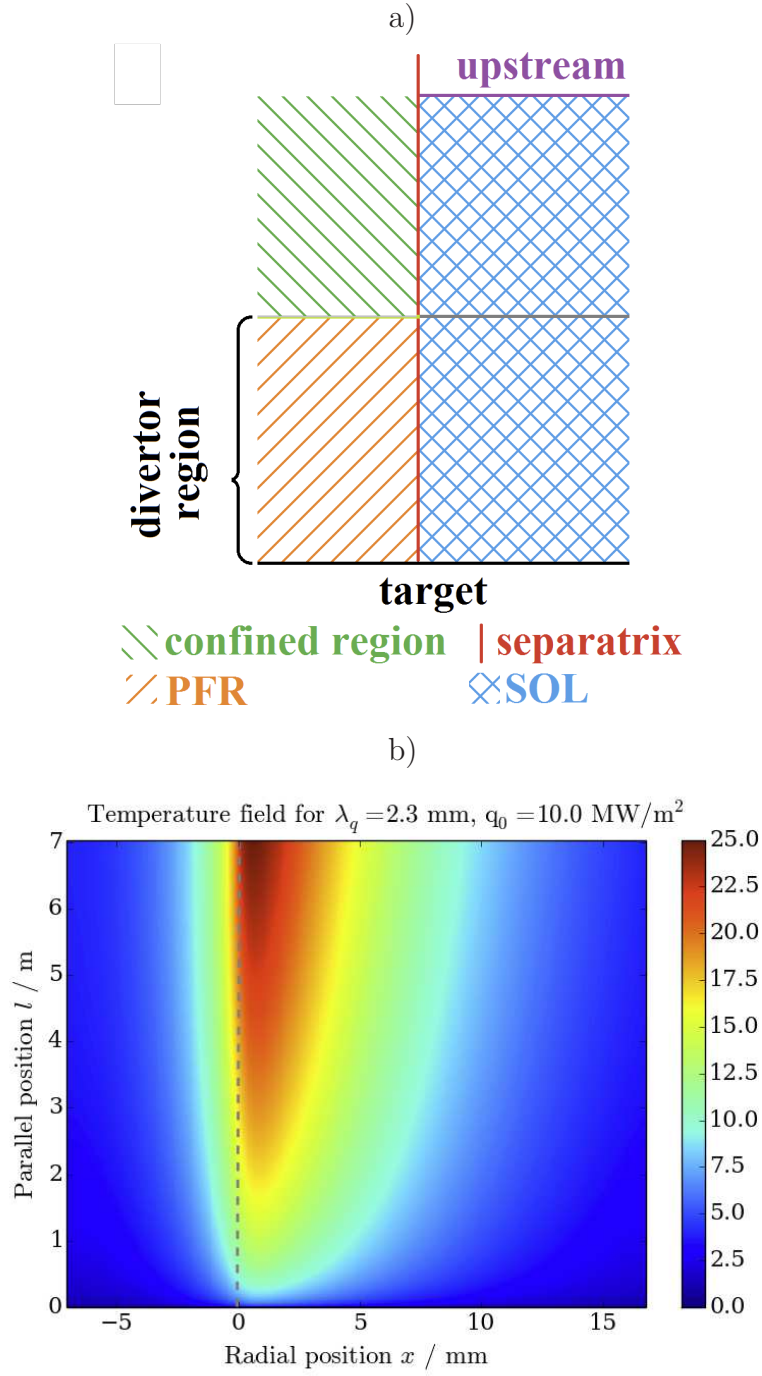 a)
upstream
divertor
region
target
confined region
separatrix
PFR
SOL
b)
Temperature field for λq =2.3 mm, q0 =10.0 MW/m²
7
6
5
4
3
2
1
0
Parallel position l / m
−5
0
5
10
15
Radial position x / mm
25.0
22.5
20.0
17.5
15.0
12.5
10.0
7.5
5.0
2.5
0.0